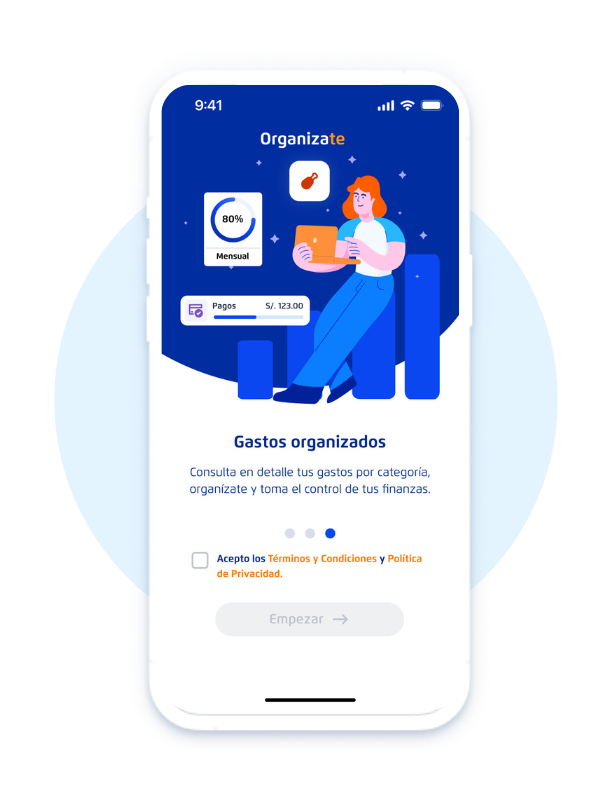 9:41
Organizate
80%
Mensual
Pagos S/. 123.00
Gastos organizados
Consulta en detalle tus gastos por categoría,
organízate y toma el control de tus finanzas.
Acepto los Términos y Condiciones y Política
de Privacidad.
Empezar →